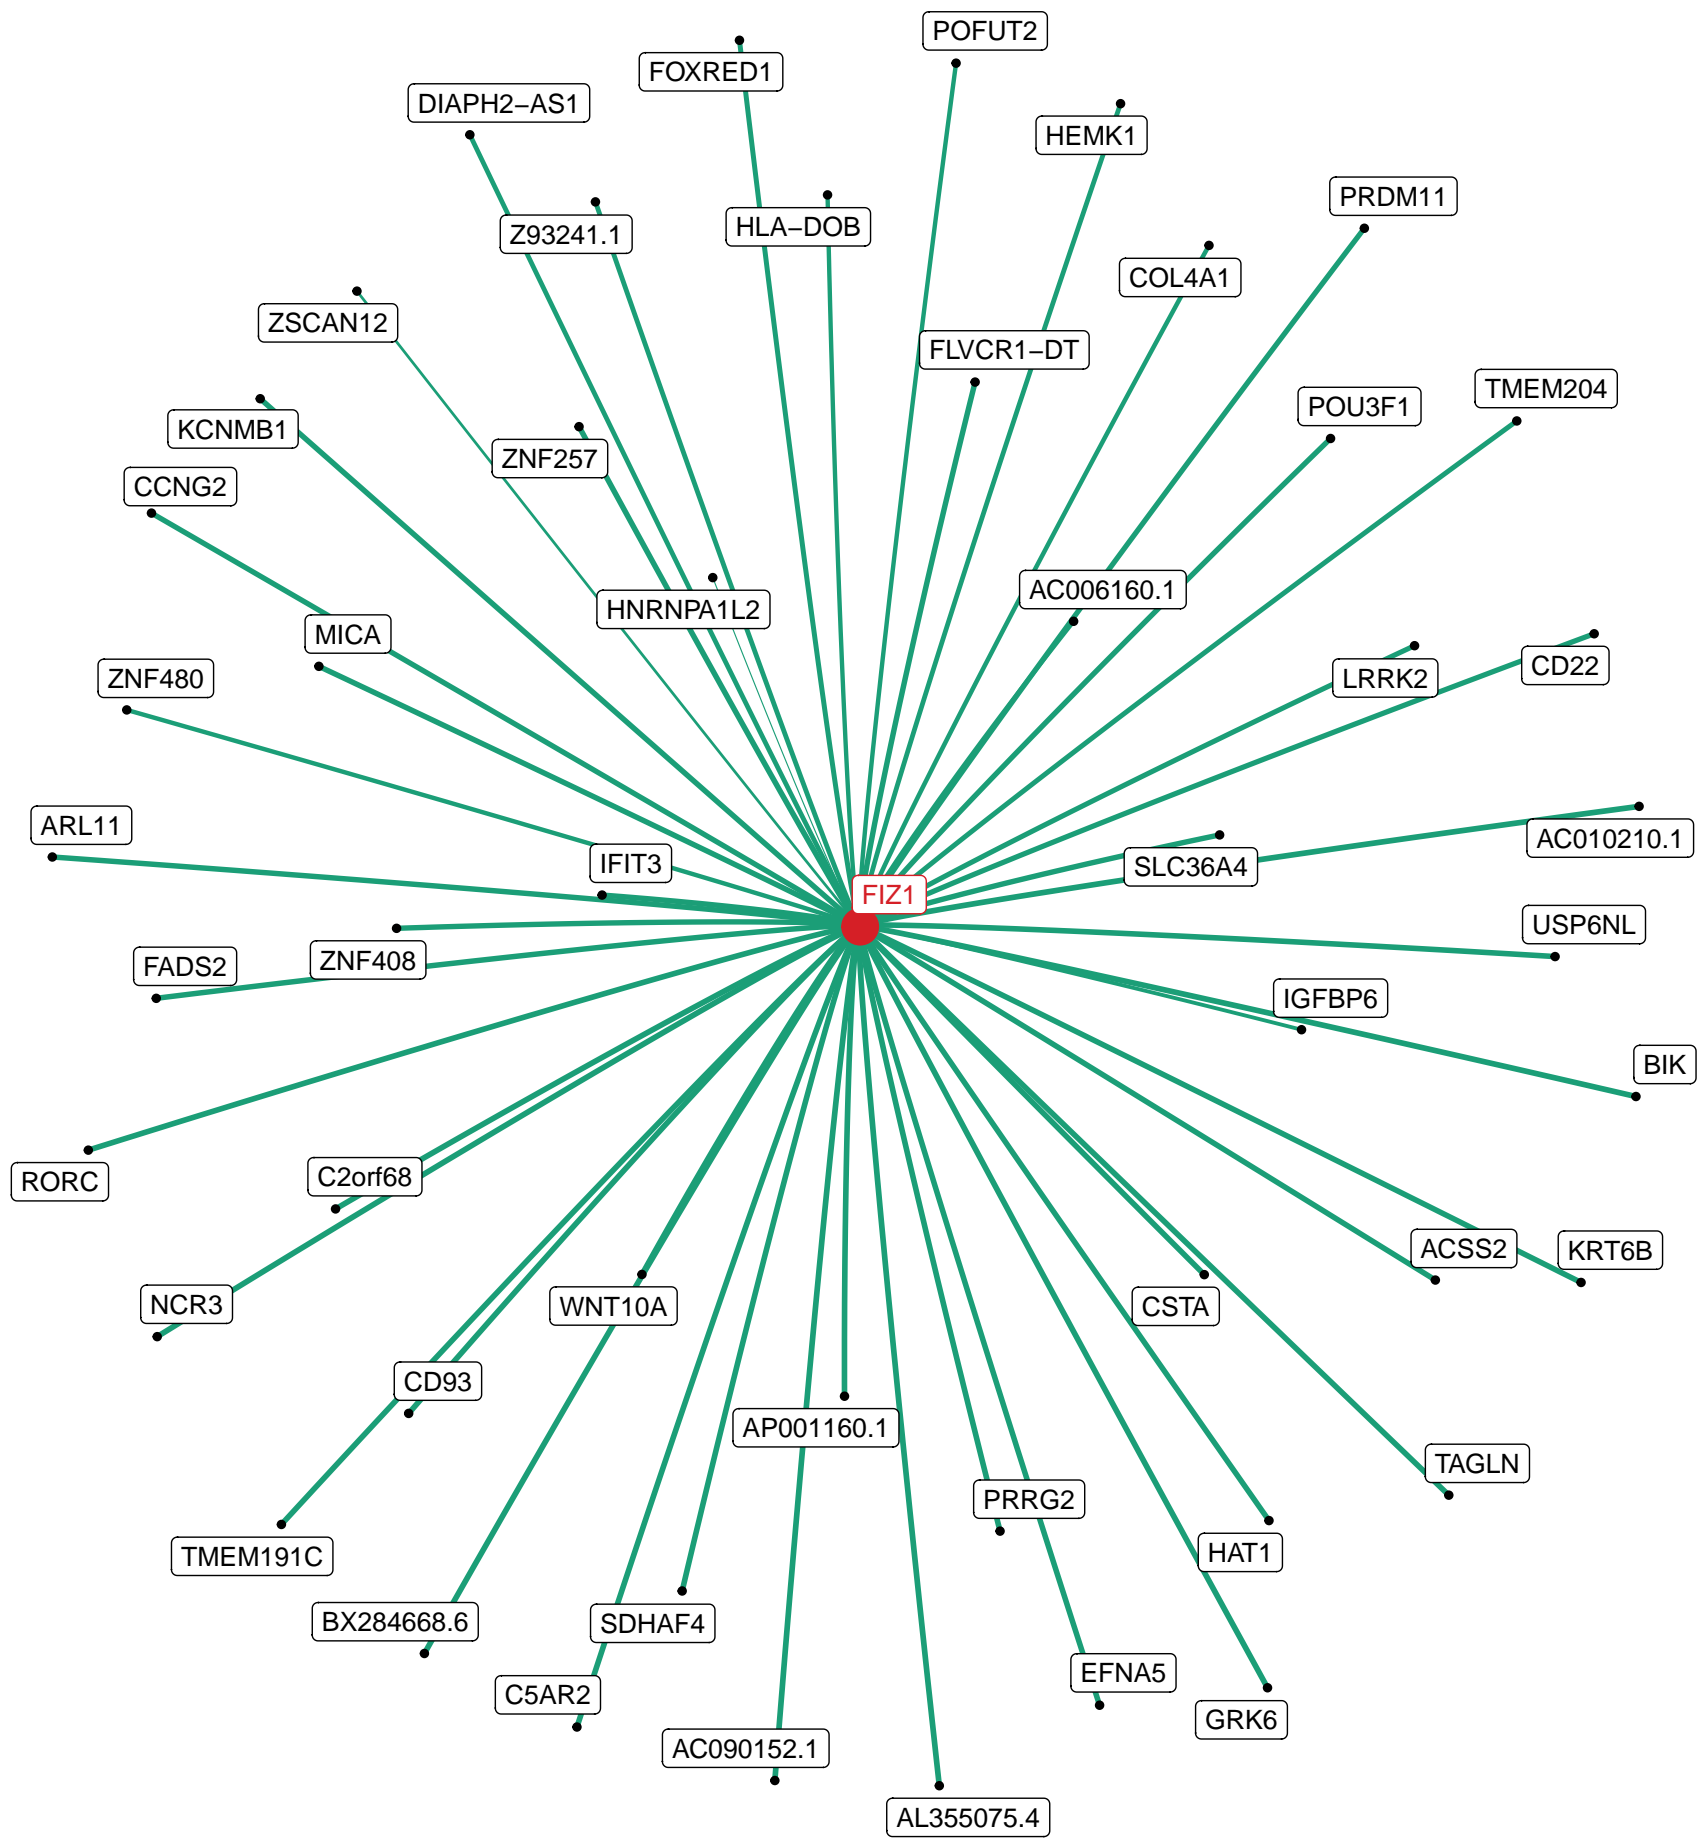 POFUT2
FOXRED1
DIAPH2−AS1
HEMK1
PRDM11
HLA−DOB
Z93241.1
COL4A1
ZSCAN12
FLVCR1−DT
TMEM204
POU3F1
KCNMB1
ZNF257
CCNG2
AC006160.1
HNRNPA1L2
MICA
CD22
LRRK2
ZNF480
ARL11
AC010210.1
IFIT3
SLC36A4
FIZ1
USP6NL
ZNF408
FADS2
IGFBP6
BIK
C2orf68
RORC
ACSS2
KRT6B
NCR3
WNT10A
CSTA
CD93
AP001160.1
TAGLN
PRRG2
HAT1
TMEM191C
BX284668.6
SDHAF4
EFNA5
C5AR2
GRK6
AC090152.1
AL355075.4